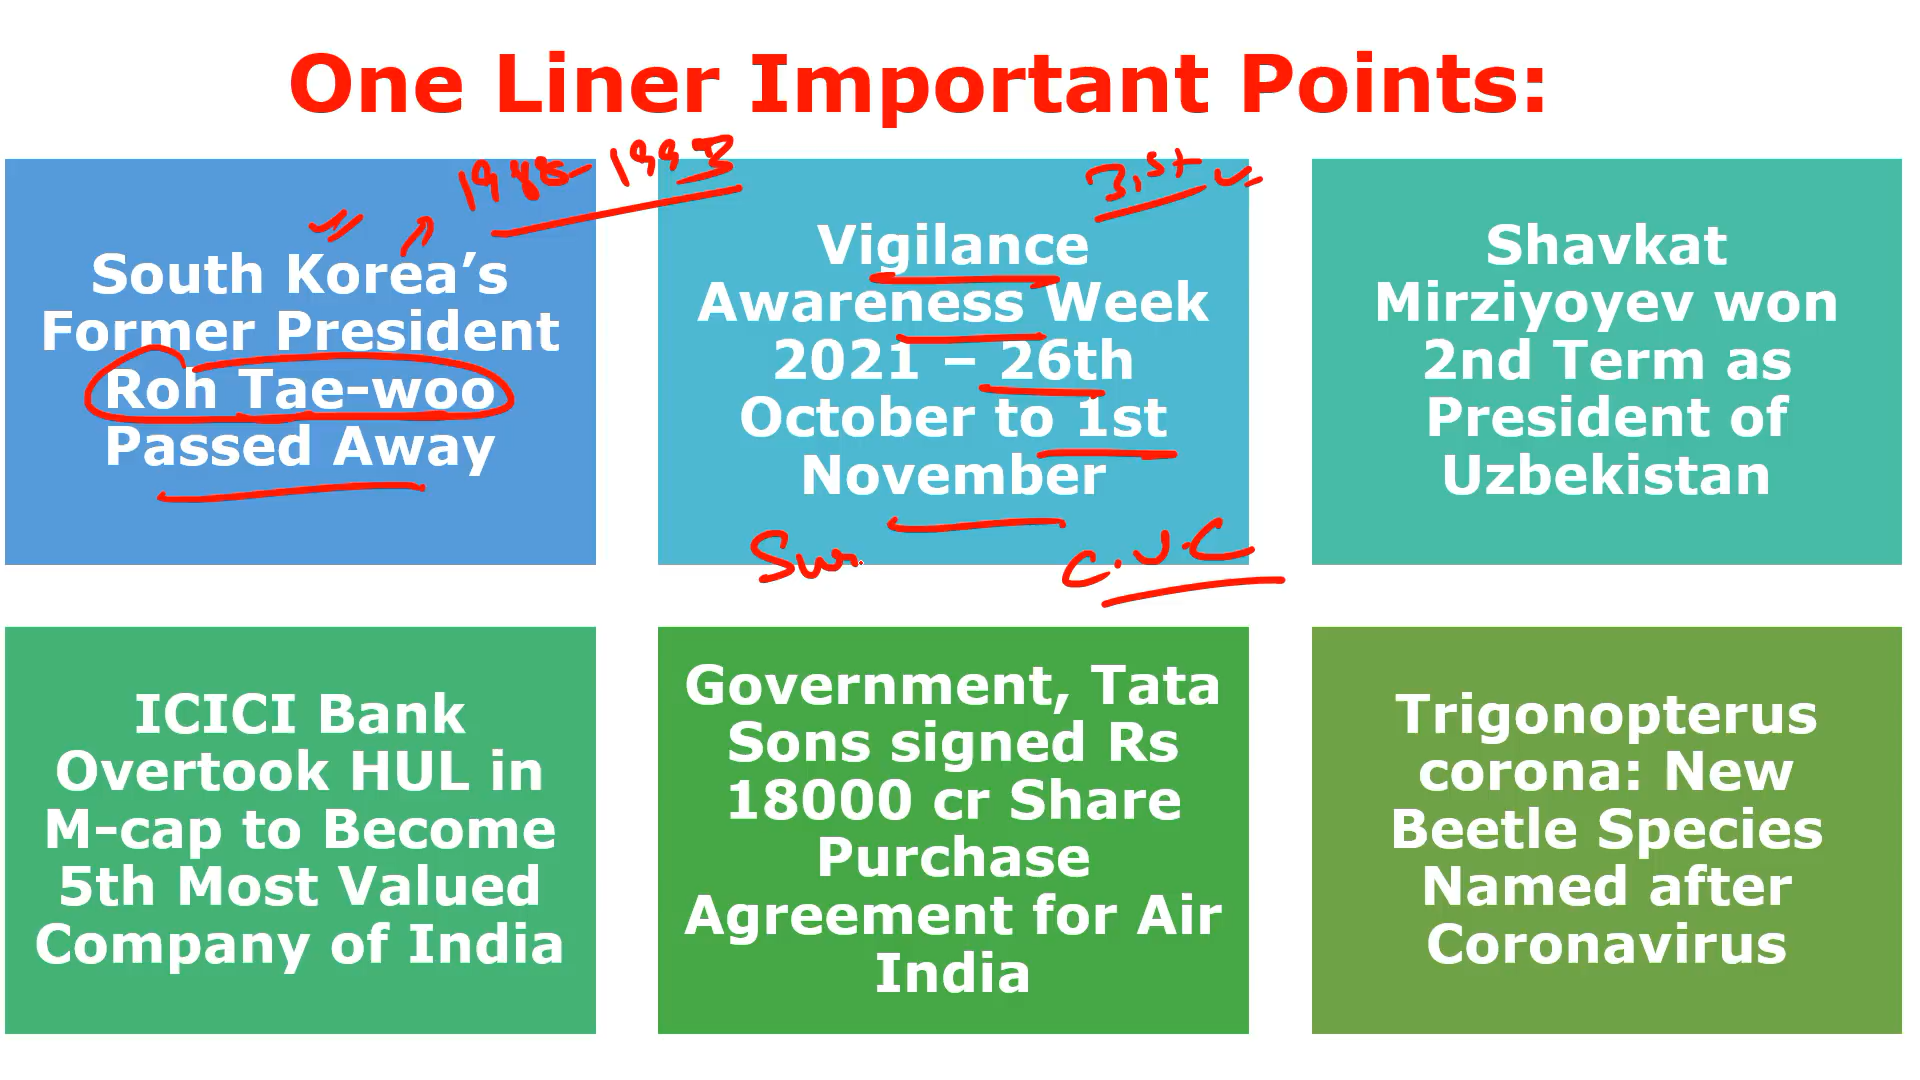 One Liner Important Points:
1988-1993
South Korea’s
Former President
Roh Tae-woo
Passed Away
31st
Vigilance
Awareness Week
2021 – 26th
October to 1st
November
C.V.C
Shavkat
Mirziyoyev won
2nd Term as
President of
Uzbekistan
ICICI Bank
Overtook HUL in
M-cap to Become
5th Most Valued
Company of India
Government, Tata
Sons signed Rs
18000 cr Share
Purchase
Agreement for Air
India
Trigonopterus
corona: New
Beetle Species
Named after
Coronavirus